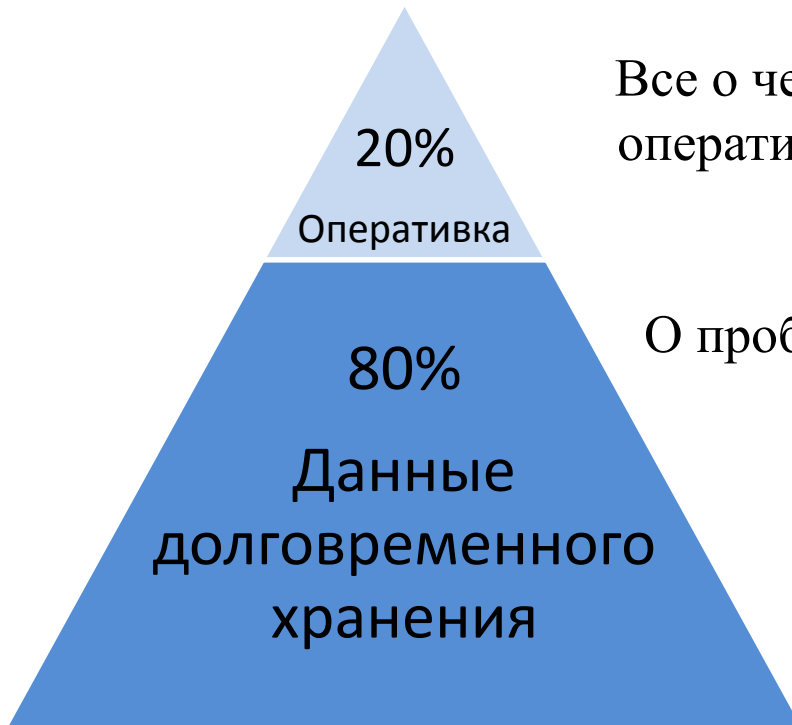 20%
Оперативка
Все о
80%
Данные
долговременного
хранения
О